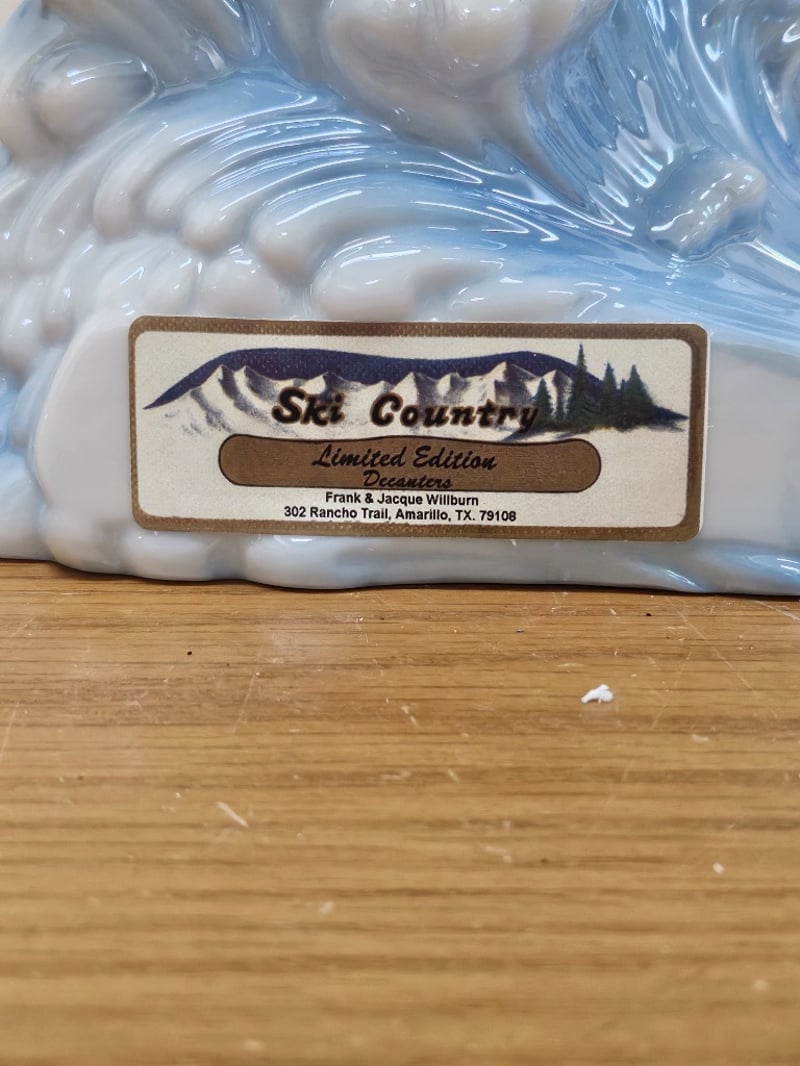 Ski Country
Limited Edition
Decanters
Frank & Jacque Willburn
302 Rancho Trail, Amarillo, TX. 79108